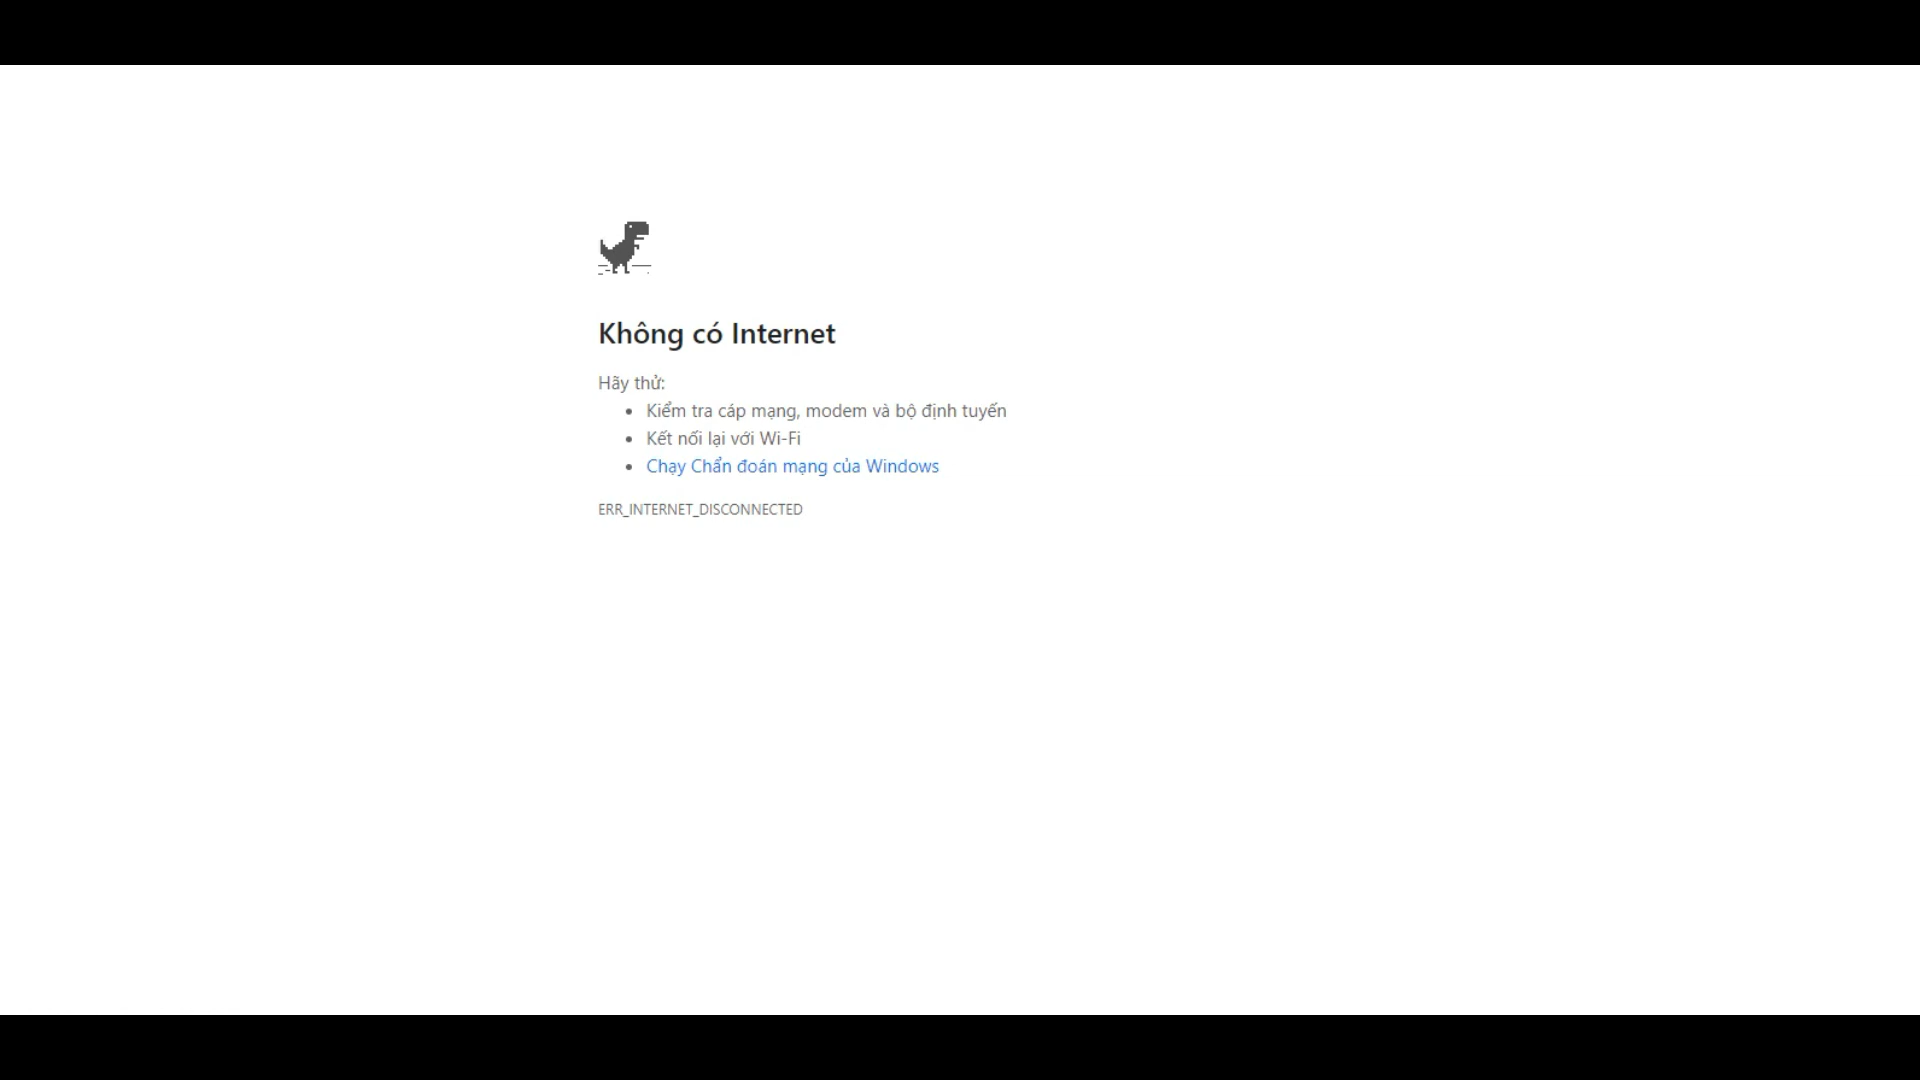 Không có Internet
Hãy thử:
Kiểm tra cáp mạng, modem và bộ định tuyến
Kết nối lại với Wi-Fi
Chạy Chẩn đoán mạng của Windows
ERR_INTERNET_DISCONNECTED